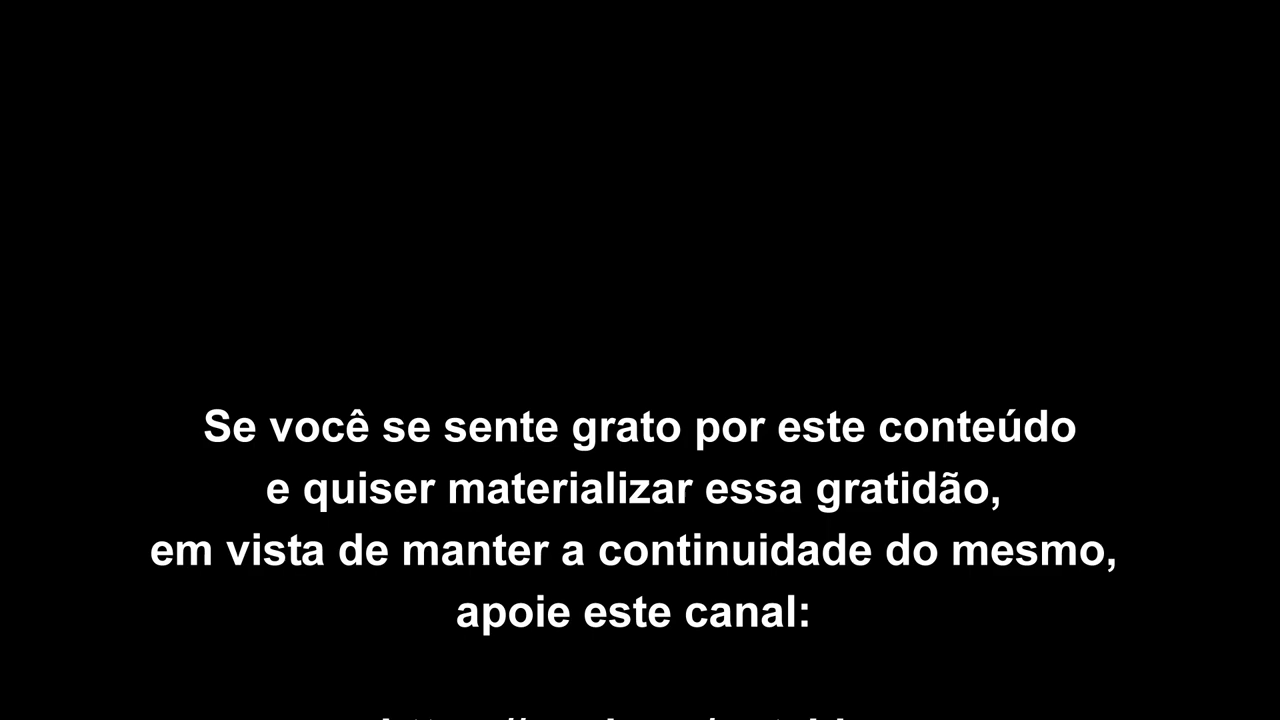 Se você se sente grato por este conteúdo
e quiser materializar essa gratidão,
em vista de manter a continuidade do mesmo,
apoie este canal: